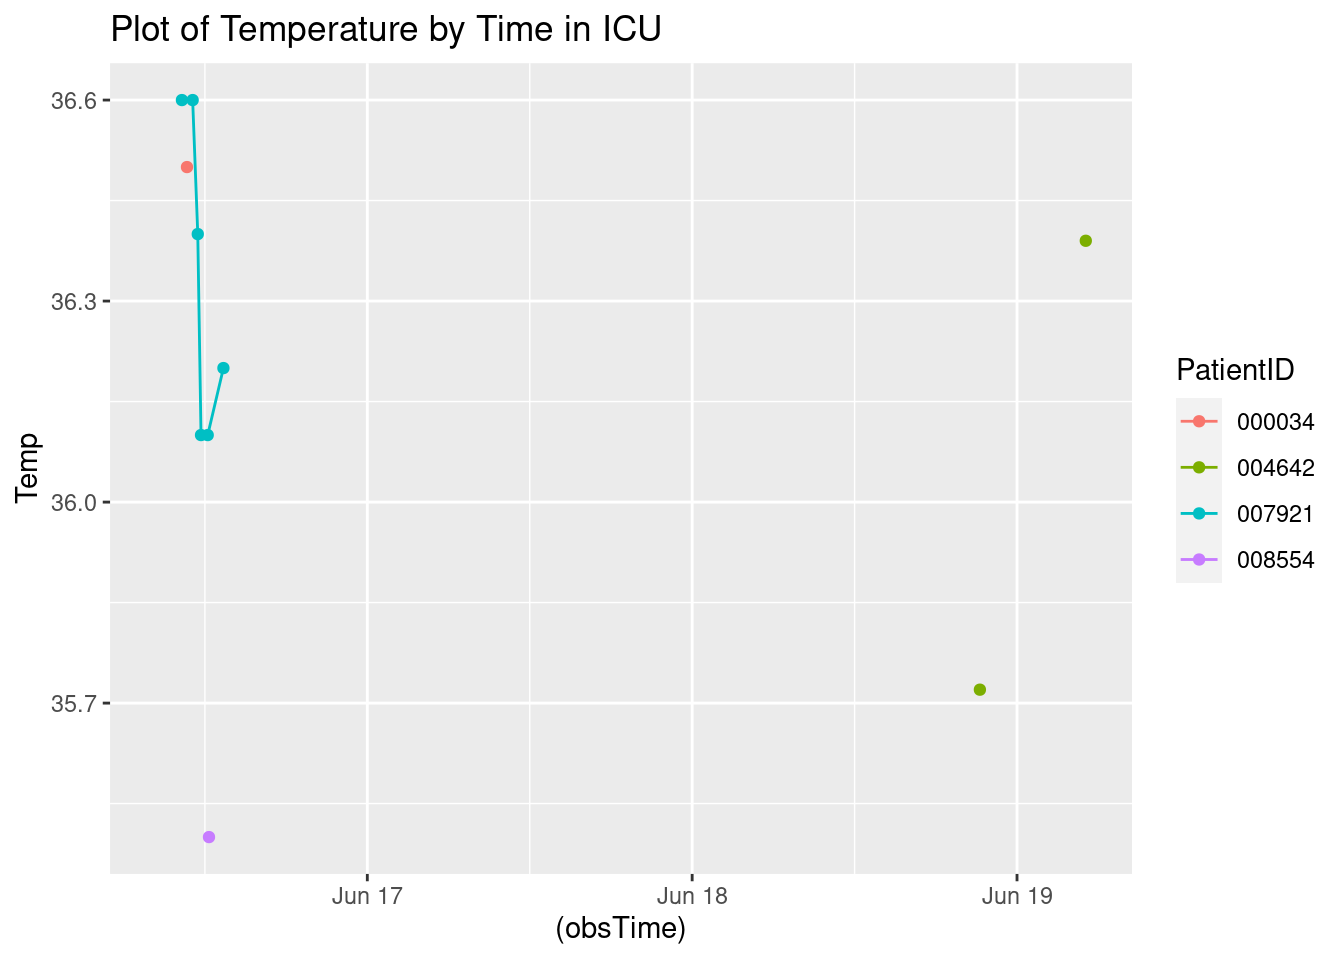 Plot of Temperature by Time in ICU
36.6
36.3
36.0
35.7
Temp
Jun 17
Jun 18
Jun 19
(obsTime)
PatientID
000034
004642
007921
008554